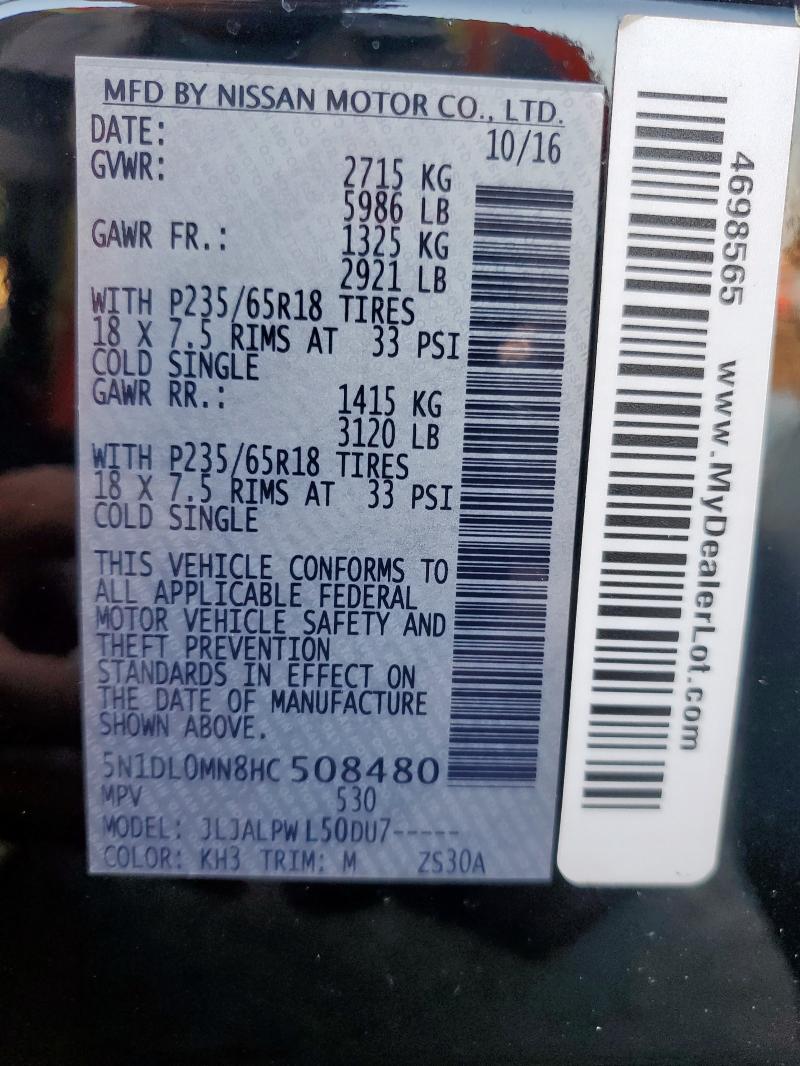 MFD BY NISSAN MOTOR CO., LTD.
DATE: 10/16
GVWR: 2715 KG
5986 LB
GAWR FR.: 1325 KG
2921 LB
WITH P235/65R18 TIRES
18 X 7.5 RIMS AT 33 PSI
COLD SINGLE
GAWR RR.: 1415 KG
3120 LB
WITH P235/65R18 TIRES
18 X 7.5 RIMS AT 33 PSI
COLD SINGLE
THIS VEHICLE CONFORMS TO
ALL APPLICABLE FEDERAL
MOTOR VEHICLE SAFETY AND
THEFT PREVENTION
STANDARDS IN EFFECT ON
THE DATE OF MANUFACTURE
SHOWN ABOVE.
5N1DL0MN8HC 508480
MPV 530
MODEL: JLJALPW L50DU7-----
COLOR: KH3 TRIM: M ZS30A
4698565 www.MyDealerLot.com